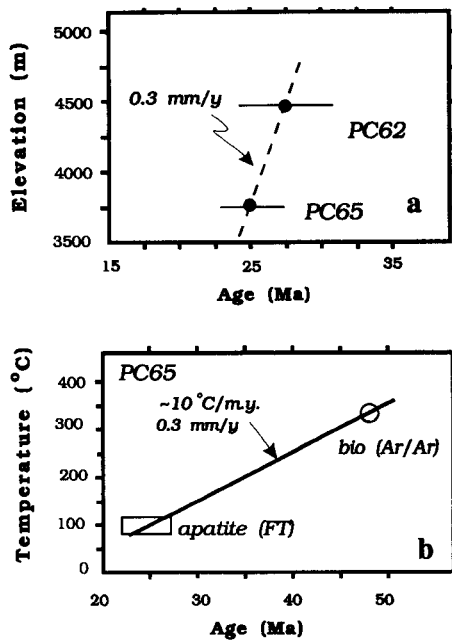 5000
4500
4000
3500
Elevation (m)
0.3 mm/y
PC62
PC65
a
15
25
35
Age (Ma)
PC65
400
300
200
100
0
Temperature (°C)
~10 °C/m.y.
0.3 mm/y
bio (Ar/Ar)
apatite (FT)
b
20
30
40
50
Age (Ma)